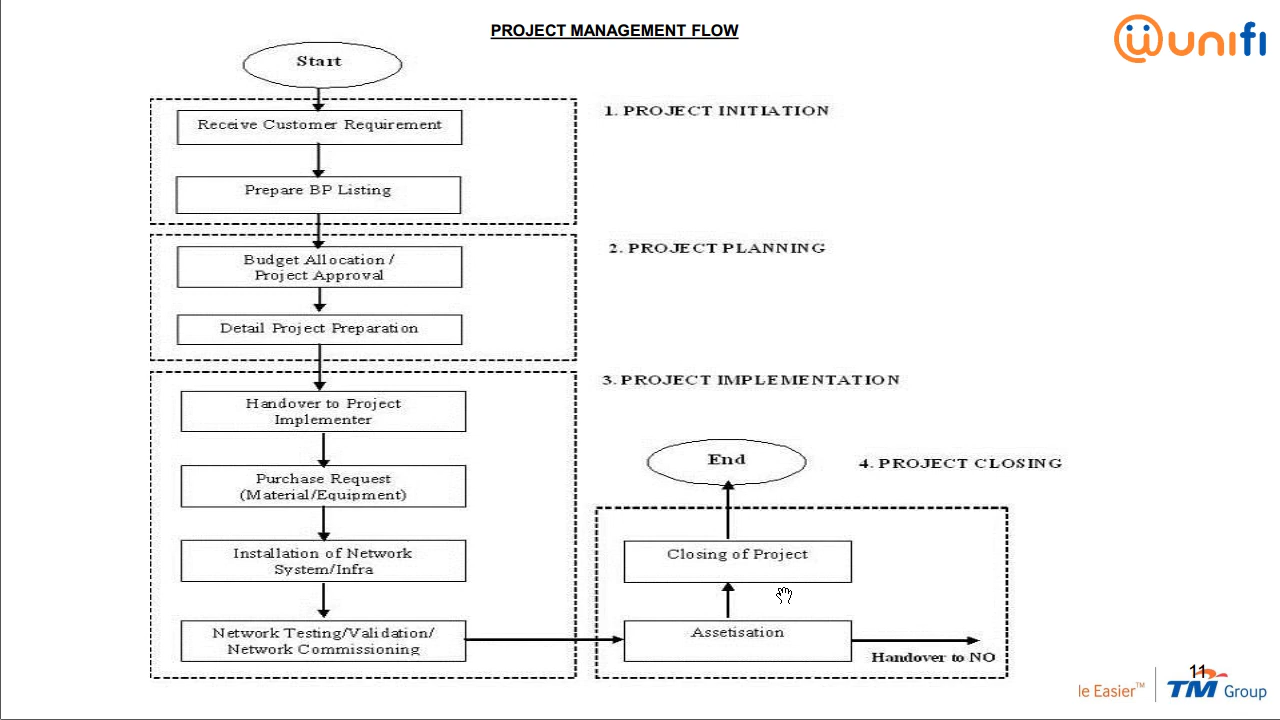 PROJECT MANAGEMENT FLOW
unifi
Start
1. PROJECT INITIATION
Receive Customer Requirement
Prepare BP Listing
2. PROJECT PLANNING
Budget Allocation /
Project Approval
Detail Project Preparation
3. PROJECT IMPLEMENTATION
Handover to Project
Implementer
Purchase Request
(Material/Equipment)
Installation of Network
System/Infra
Network Testing/Validation/
Network Commissioning
4. PROJECT CLOSING
End
Closing of Project
Assetisation
Handover to NO
11
le Easier™
TM Group